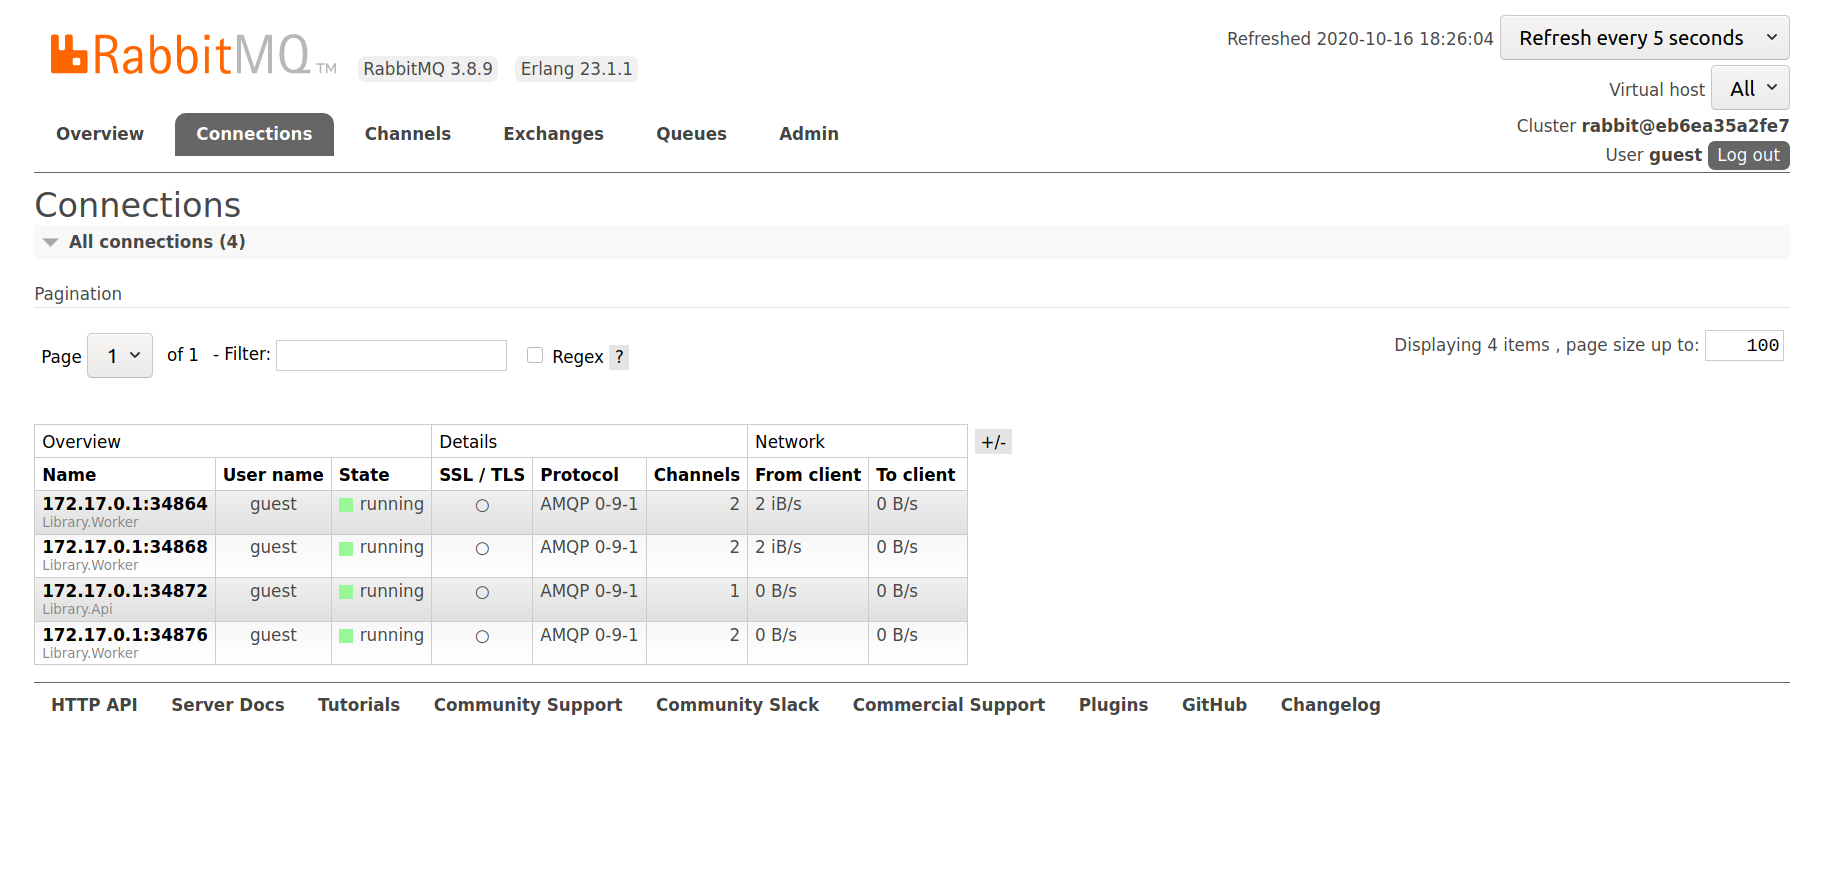 RabbitMQ TM
RabbitMQ 3.8.9 Erlang 23.1.1
Refreshed 2020-10-16 18:26:04 Refresh every 5 seconds
Virtual host All
Cluster rabbit@eb6ea35a2fe7
User guest Log out
Overview Connections Channels Exchanges Queues Admin
Connections
All connections (4)
Pagination
Page 1 of 1 - Filter: Regex ?
Displaying 4 items , page size up to: 100
Overview Details Network +/-
Name User name State SSL / TLS Protocol Channels From client To client
172.17.0.1:34864 guest running ○ AMQP 0-9-1 2 2 iB/s 0 B/s
Library.Worker
172.17.0.1:34868 guest running ○ AMQP 0-9-1 2 2 iB/s 0 B/s
Library.Worker
172.17.0.1:34872 guest running ○ AMQP 0-9-1 1 0 B/s 0 B/s
Library.Api
172.17.0.1:34876 guest running ○ AMQP 0-9-1 2 0 B/s 0 B/s
Library.Worker
HTTP API Server Docs Tutorials Community Support Community Slack Commercial Support Plugins GitHub Changelog